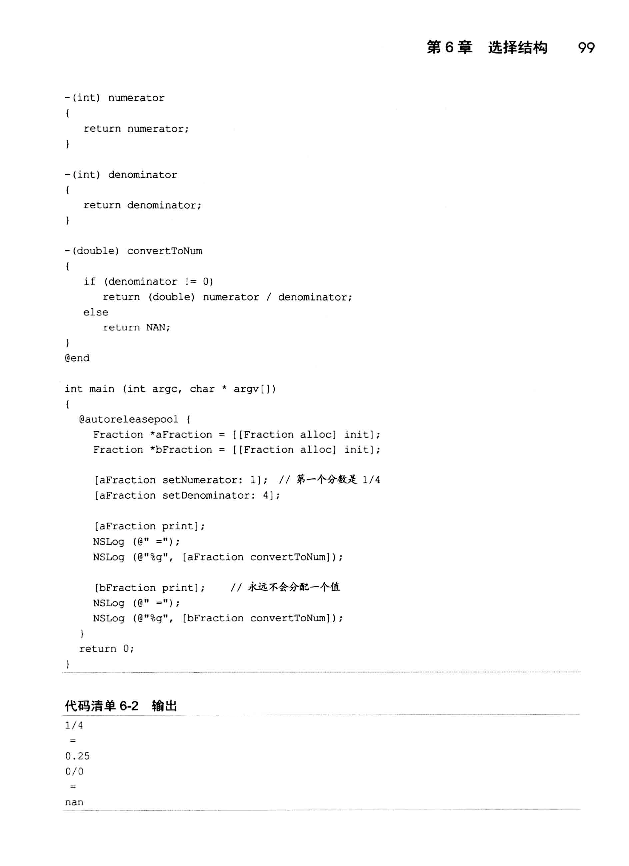 第 6 章 选择结构 99
-(int) numerator
{
return numerator;
}
-(int) denominator
{
return denominator;
}
-(double) convertToNum
{
if (denominator != 0)
return (double) numerator / denominator;
else
return NAN;
}
@end
int main (int argc, char * argv[])
{
@autoreleasepool {
Fraction *aFraction = [[Fraction alloc] init];
Fraction *bFraction = [[Fraction alloc] init];
[aFraction setNumerator: 1]; // 第一个分数是 1/4
[aFraction setDenominator: 4];
[aFraction print];
NSLog (@" =");
NSLog (@"%g", [aFraction convertToNum]);
[bFraction print]; // 永远不会分配一个值
NSLog (@" =");
NSLog (@"%g", [bFraction convertToNum]);
}
return 0;
}
代码清单 6-2 输出
1/4
=
0.25
0/0
=
nan